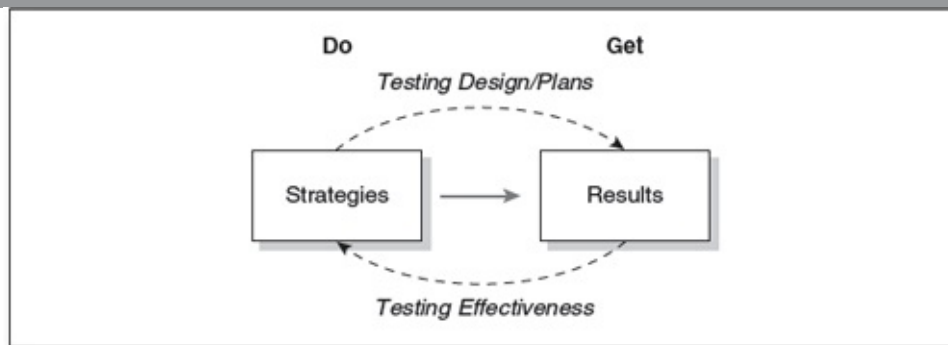 Do Get
Testing Design/Plans
Strategies Results
Testing Effectiveness